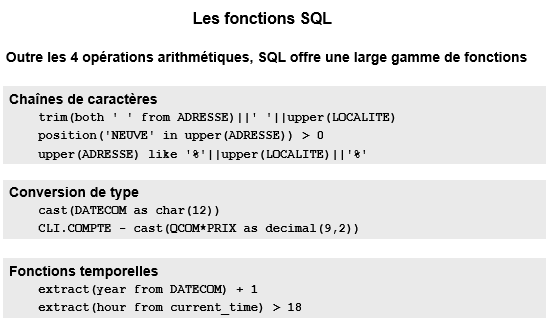 Les fonctions SQL
Outre les 4 opérations arithmétiques, SQL offre une large gamme de fonctions
Chaînes de caractères
trim(both ' ' from ADRESSE)||' '||upper(LOCALITE)
position('NEUVE' in upper(ADRESSE)) > 0
upper(ADRESSE) like '%'||upper(LOCALITE)||'%'
Conversion de type
cast(DATECOM as char(12))
CLI.COMPTE - cast(QCOM*PRIX as decimal(9,2))
Fonctions temporelles
extract(year from DATECOM) + 1
extract(hour from current_time) > 18